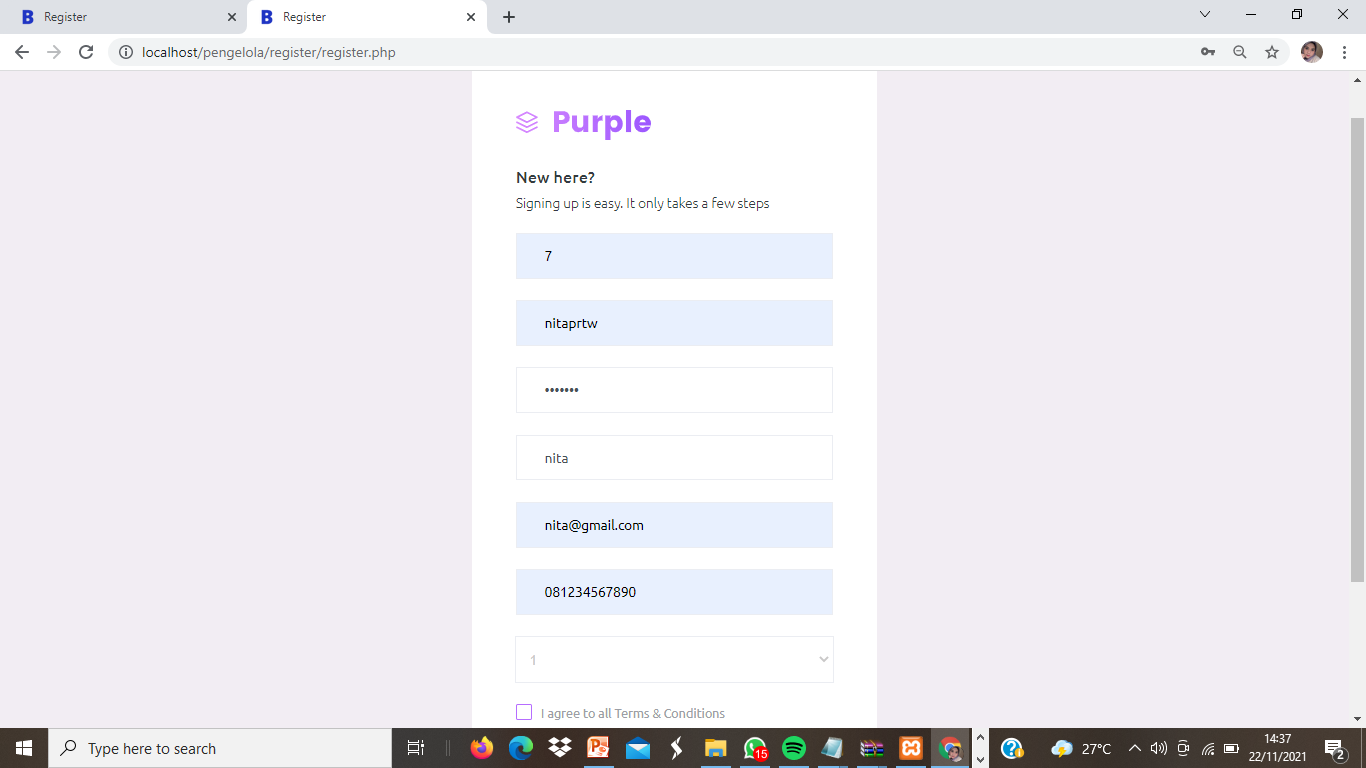 Register
Register
localhost/pengelola/register/register.php
Purple
New here?
Signing up is easy. It only takes a few steps
7
nitaprtw
•••••••
nita
nita@gmail.com
081234567890
1
I agree to all Terms & Conditions
Type here to search
15
27°C
14:37
22/11/2021
2